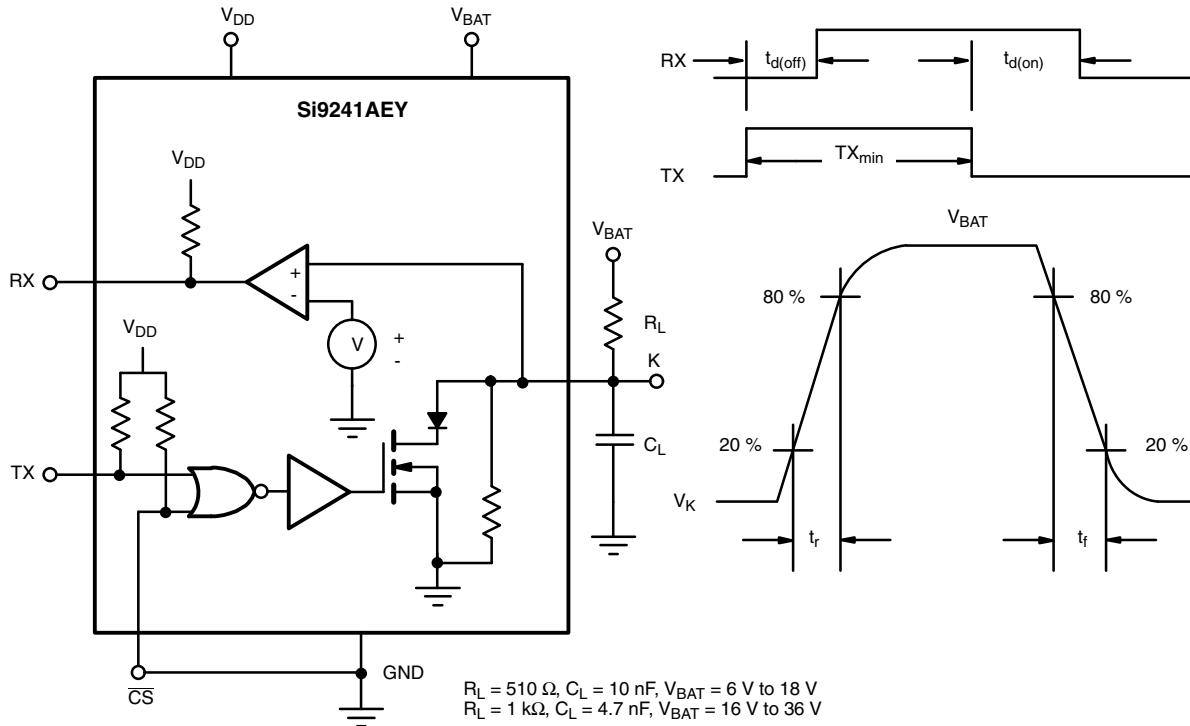 VDD
VBAT
Si9241AEY
VDD
RX
+
-
V
+
-
VBAT
RL
K
VDD
CL
TX
CS
GND
RX
td(off)
td(on)
TX
TXmin
VBAT
80 %
80 %
20 %
20 %
VK
tr
tf
RL = 510 Ω, CL = 10 nF, VBAT = 6 V to 18 V
RL = 1 kΩ, CL = 4.7 nF, VBAT = 16 V to 36 V